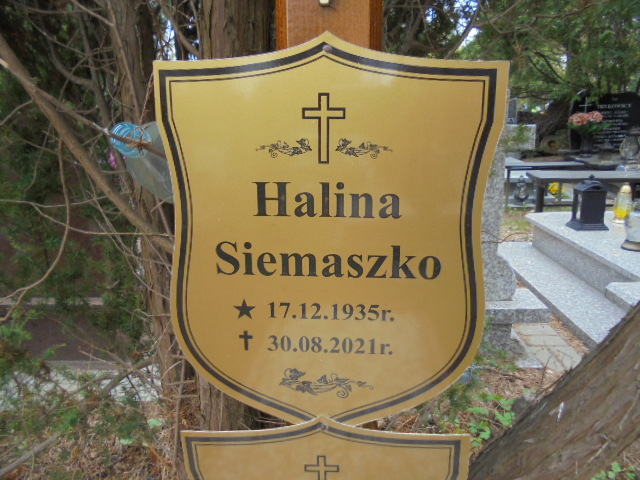 Halina
Siemaszko
★ 17.12.1935r.
✝ 30.08.2021r.